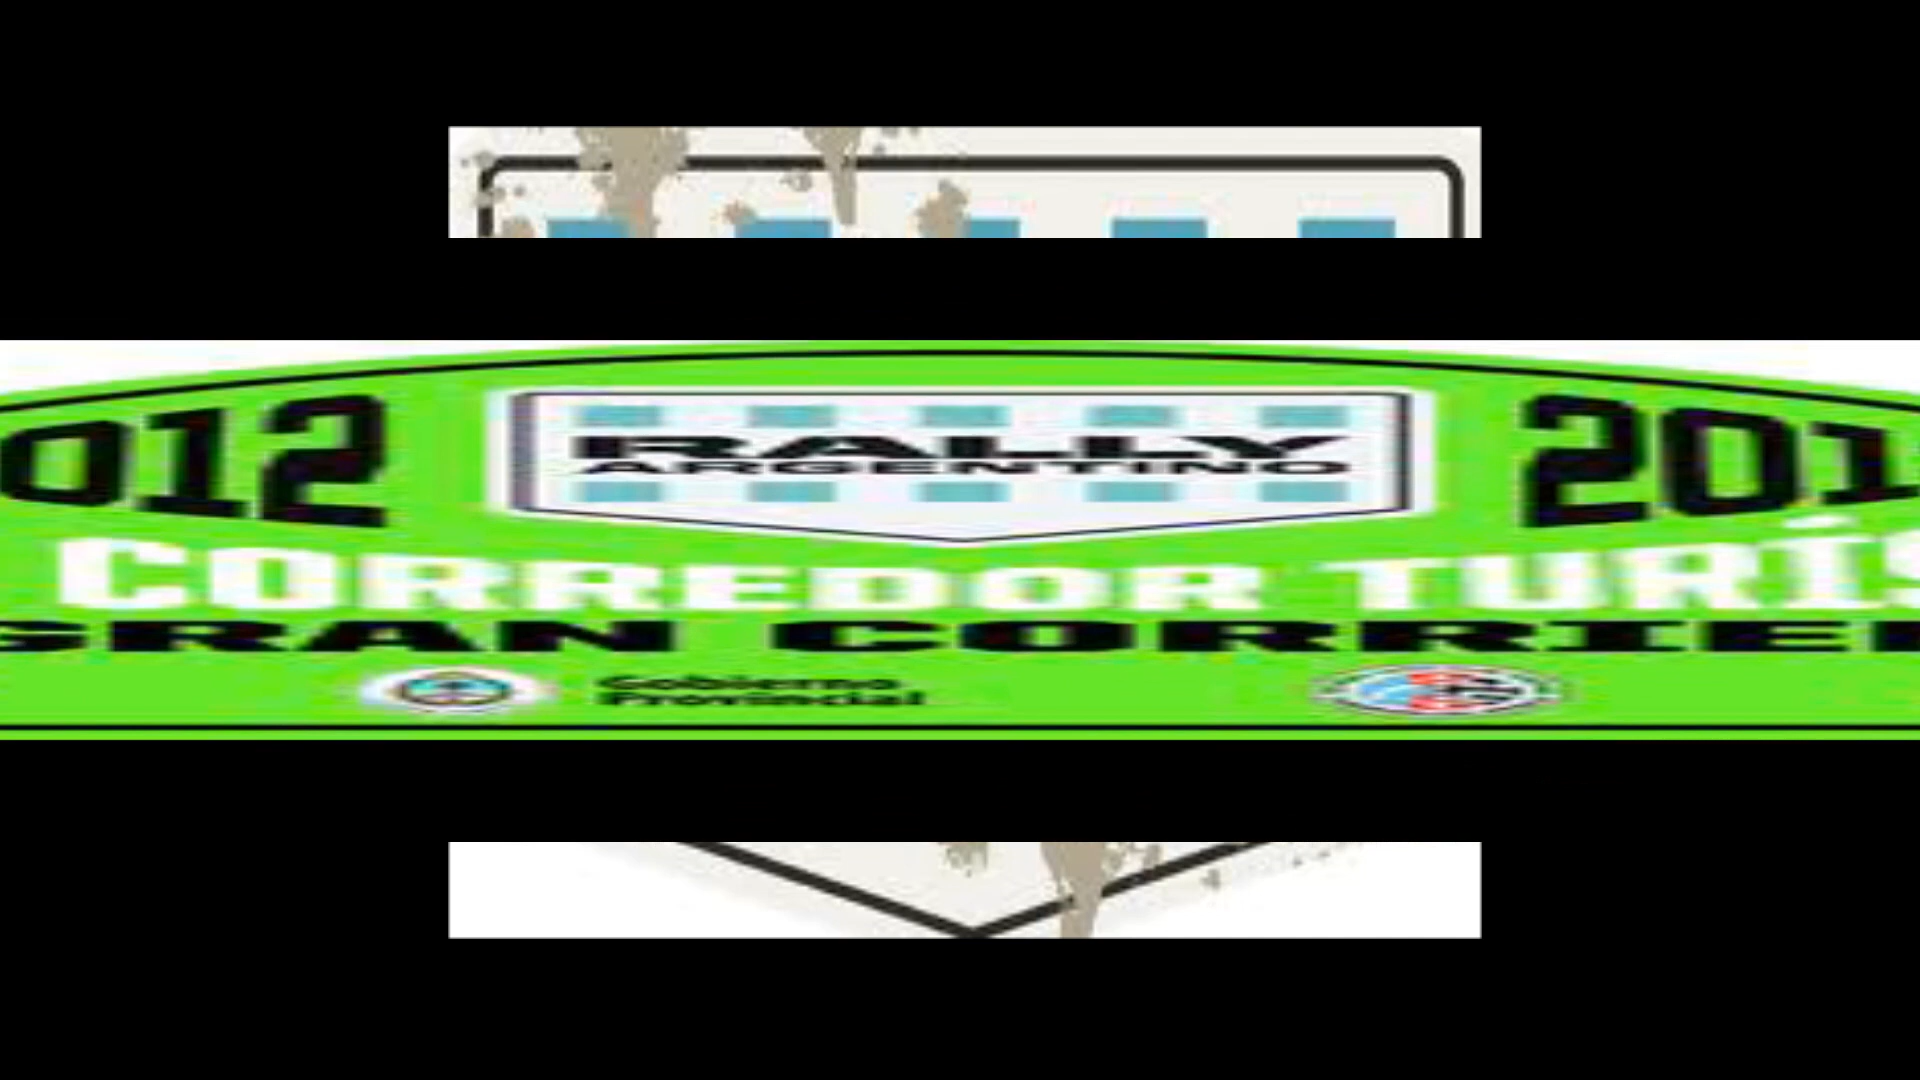 012
RALLY
ARGENTINO
201
CORREDOR TURÍS
GRAN CORRIE
Gobierno
Provincial